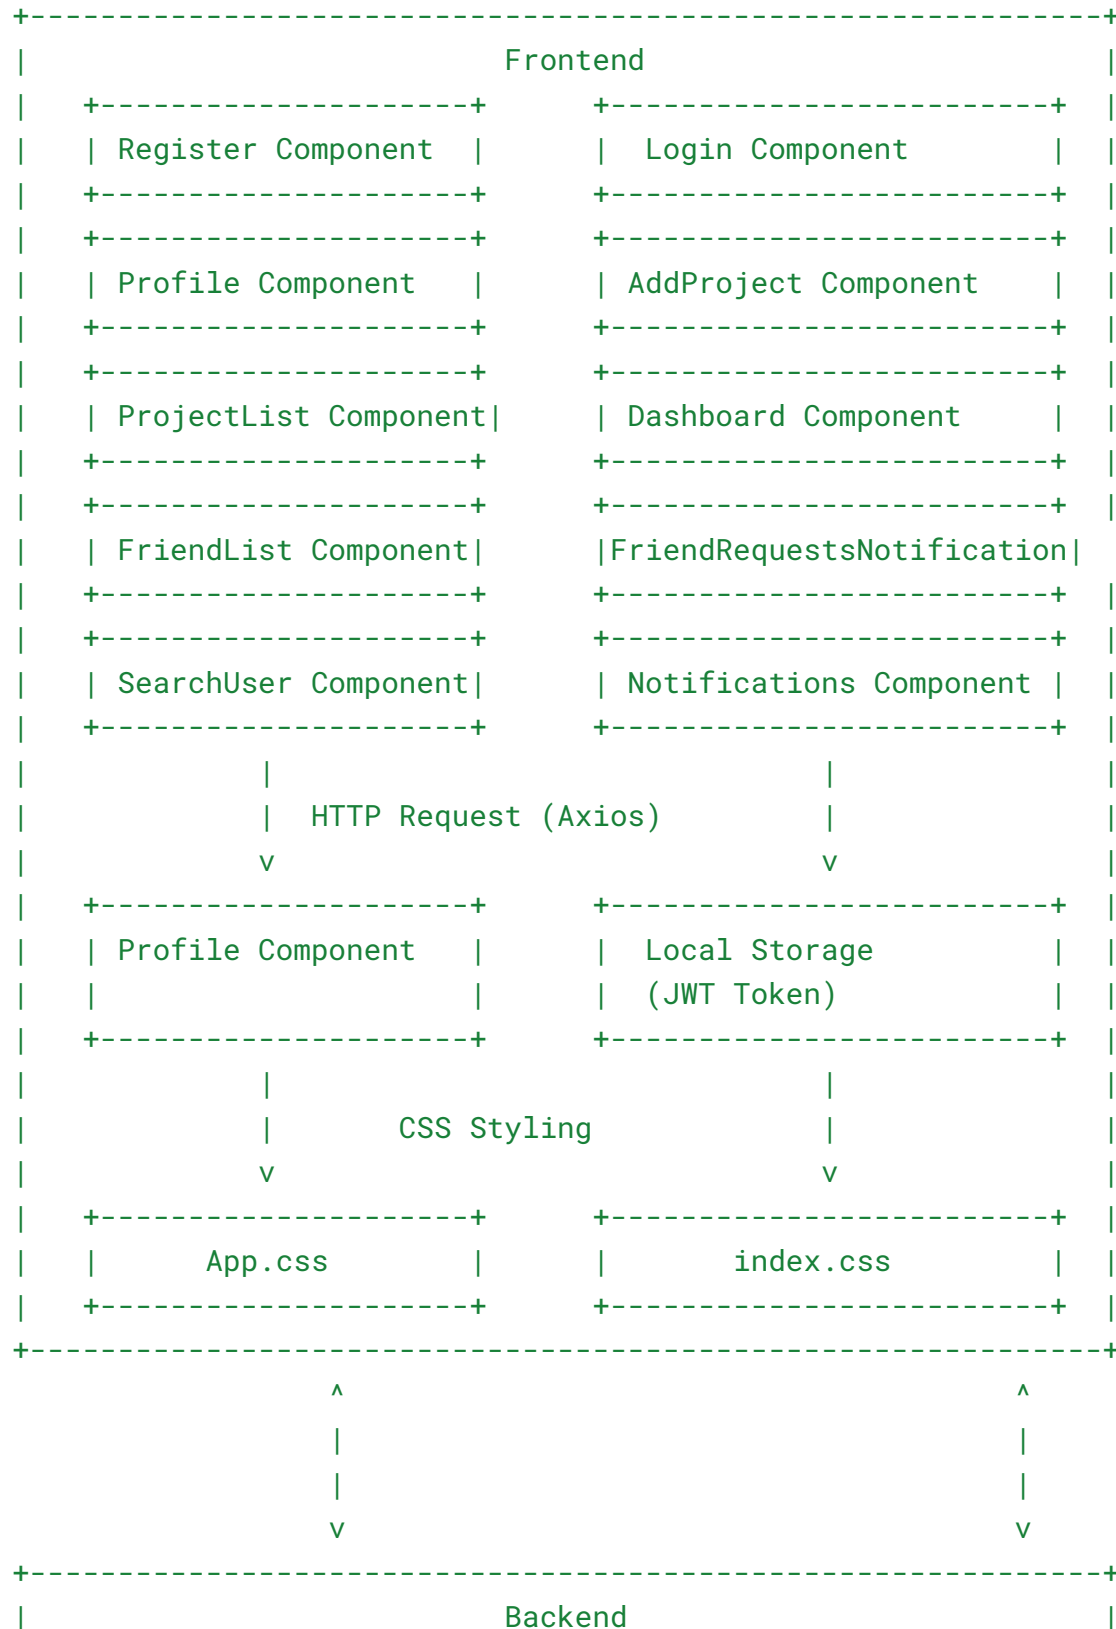 +-------------------------------------------------------------+
|                           Frontend                          |
|   +---------------------+      +-------------------------+  |
|   | Register Component  |      |  Login Component        |  |
|   +---------------------+      +-------------------------+  |
|   +---------------------+      +-------------------------+  |
|   | Profile Component   |      | AddProject Component    |  |
|   +---------------------+      +-------------------------+  |
|   +---------------------+      +-------------------------+  |
|   | ProjectList Component|     | Dashboard Component     |  |
|   +---------------------+      +-------------------------+  |
|   +---------------------+      +-------------------------+  |
|   | FriendList Component|      |FriendRequestsNotification|
|   +---------------------+      +-------------------------+  |
|   +---------------------+      +-------------------------+  |
|   | SearchUser Component|      | Notifications Component |  |
|   +---------------------+      +-------------------------+  |
|             |                               |               |
|             |  HTTP Request (Axios)         |               |
|             v                               v               |
|   +---------------------+      +-------------------------+  |
|   | Profile Component   |      |  Local Storage          |  |
|   |                     |      |  (JWT Token)            |  |
|   +---------------------+      +-------------------------+  |
|             |                               |               |
|             |       CSS Styling             |               |
|             v                               v               |
|   +---------------------+      +-------------------------+  |
|   |      App.css        |      |       index.css         |  |
|   +---------------------+      +-------------------------+  |
+-------------------------------------------------------------+
                  ^                                      ^
                  |                                      |
                  |                                      |
                  v                                      v
+-------------------------------------------------------------+
|                           Backend                           |